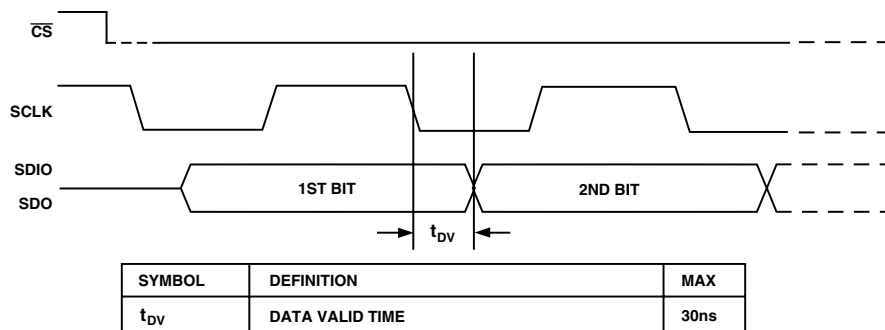 CS
SCLK
SDIO
SDO
1ST BIT
2ND BIT
tDV
SYMBOL DEFINITION MAX
tDV DATA VALID TIME 30ns